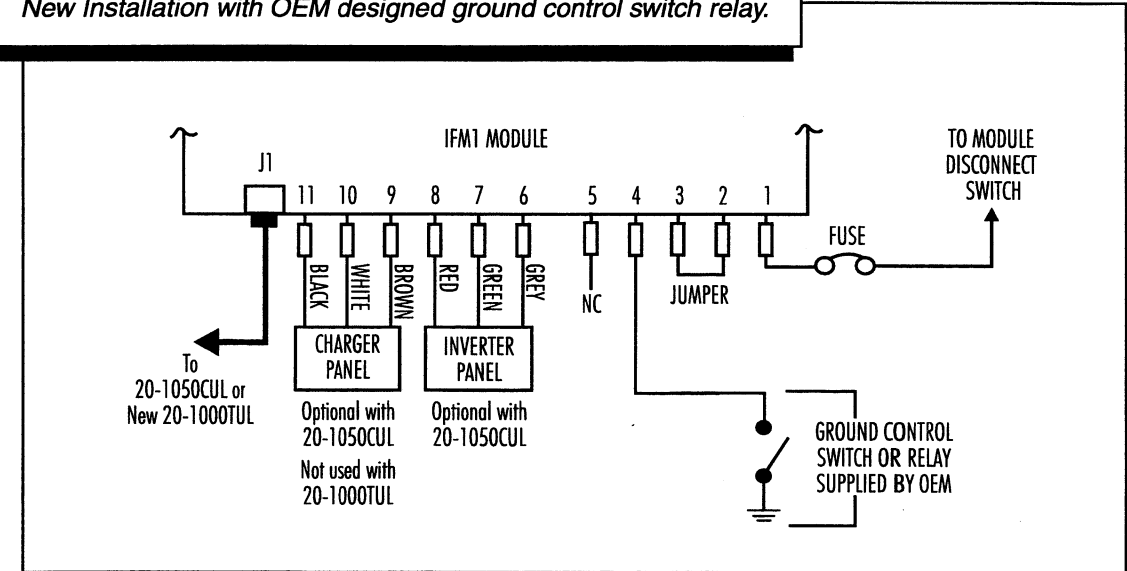 New Installation with OEM designed ground control switch relay.
IFM1 MODULE
TO MODULE
DISCONNECT
SWITCH
J1
11 10 9 8 7 6 5 4 3 2 1
FUSE
BLACK
WHITE
BROWN
RED
GREEN
GREY
NC
JUMPER
CHARGER
PANEL
INVERTER
PANEL
To
20-1050CUL or
New 20-1000TUL
Optional with
20-1050CUL
Not used with
20-1000TUL
Optional with
20-1050CUL
GROUND CONTROL
SWITCH OR RELAY
SUPPLIED BY OEM